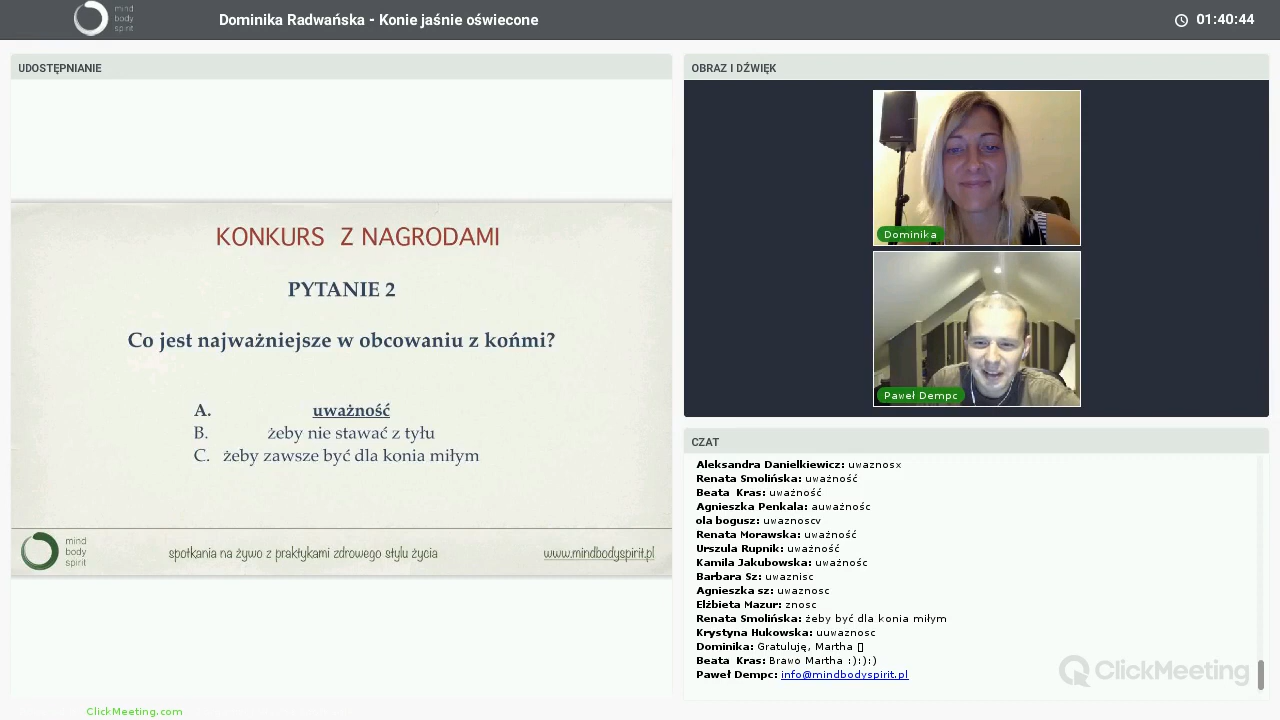 mind
body
spirit
Dominika Radwańska - Konie jaśnie oświecone
01:40:44
UDOSTĘPNIANIE
KONKURS Z NAGRODAMI
PYTANIE 2
Co jest najważniejsze w obcowaniu z końmi?
A. uważność
B. żeby nie stawać z tyłu
C. żeby zawsze być dla konia miłym
mind
body
spirit
spotkania na żywo z praktykami zdrowego stylu życia
www.mindbodyspirit.pl
OBRAZ I DŹWIĘK
Dominika
Paweł Dempc
CZAT
Aleksandra Danielkiewicz: uwaznosx
Renata Smolińska: uważność
Beata Kras: uważność
Agnieszka Penkala: auważnośc
ola bogusz: uwaznoscv
Renata Morawska: uważność
Urszula Rupnik: uważność
Kamila Jakubowska: uważnośc
Barbara Sz: uwaznisc
Agnieszka sz: uwaznosc
Elżbieta Mazur: znosc
Renata Smolińska: żeby być dla konia miłym
Krystyna Hukowska: uuwaznosc
Dominika: Gratuluję, Martha
Beata Kras: Brawo Martha :):):)
Paweł Dempc: info@mindbodyspirit.pl
ClickMeeting
ClickMeeting.com